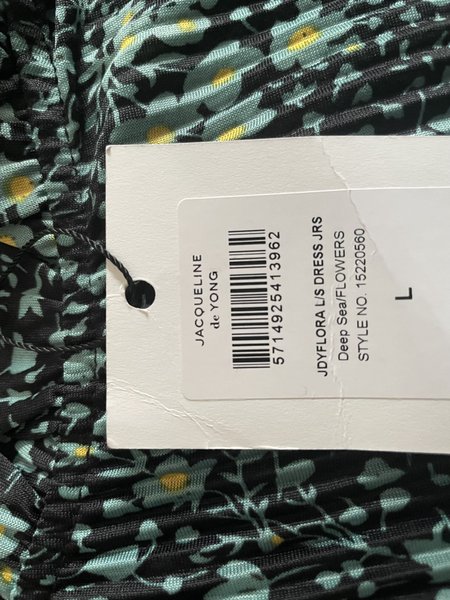 JACQUELINE
de YONG
5714925413962
JDYFLORA L/S DRESS JRS
Deep Sea/FLOWERS
STYLE NO. 15220560
L